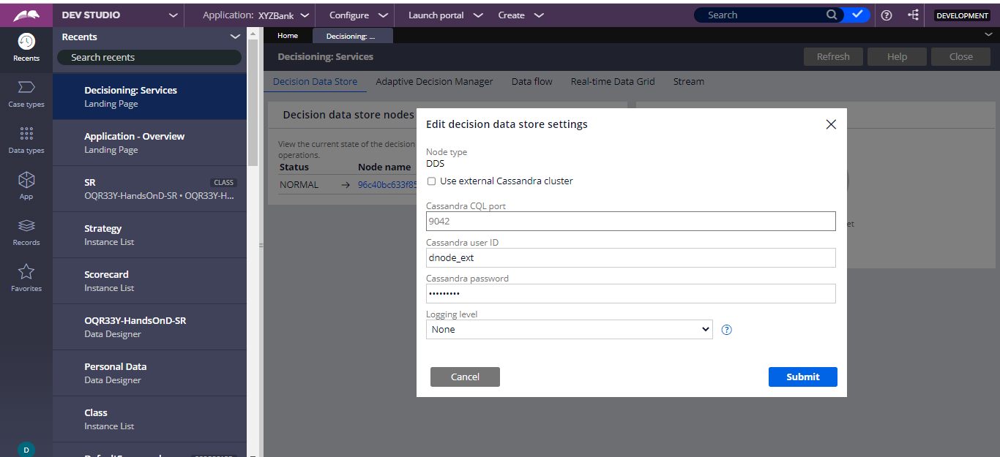 DEV STUDIO
Application: XYZBank
Configure
Launch portal
Create
Search
DEVELOPMENT
Recents
Case types
Data types
App
Records
Favorites
D
Recents
Search recents
Decisioning: Services
Landing Page
Application - Overview
Landing Page
SR
CLASS
OQR33Y-HandsOnD-SR • OQR33Y-H...
Strategy
Instance List
Scorecard
Instance List
OQR33Y-HandsOnD-SR
Data Designer
Personal Data
Data Designer
Class
Instance List
Home
Decisioning: ...
Decisioning: Services
Refresh
Help
Close
Decision Data Store
Adaptive Decision Manager
Data flow
Real-time Data Grid
Stream
Decision data store nodes
View the current state of the decision
operations.
Status
Node name
NORMAL
→ 96c40bc633f85
et
Edit decision data store settings
Node type
DDS
Use external Cassandra cluster
Cassandra CQL port
9042
Cassandra user ID
dnode_ext
Cassandra password
•••••••••
Logging level
None
?
Cancel
Submit